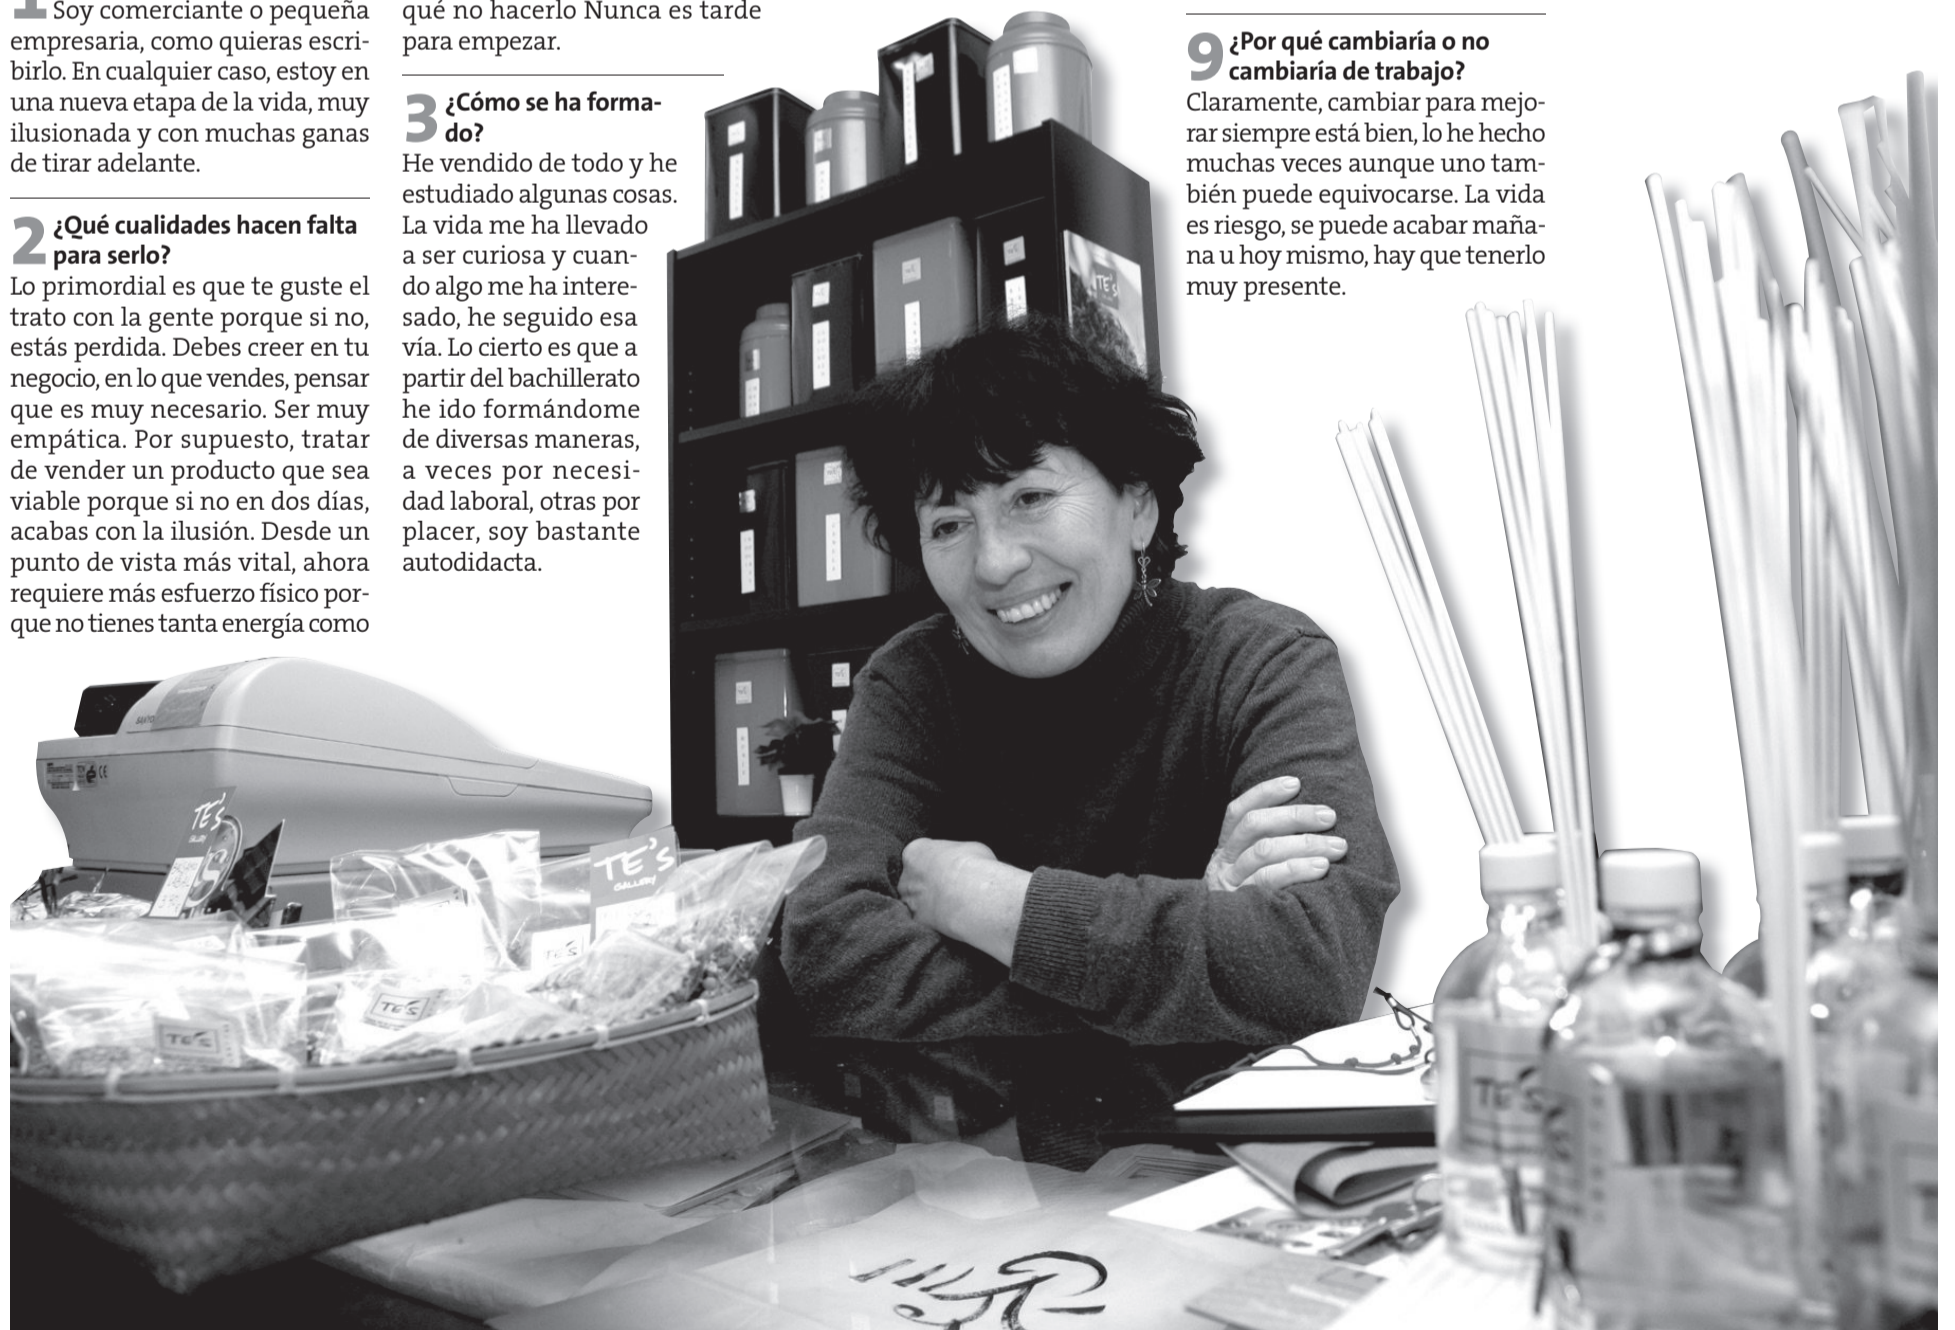 1
Soy comerciante o pequeña
empresaria, como quieras escri-
birlo. En cualquier caso, estoy en
una nueva etapa de la vida, muy
ilusionada y con muchas ganas
de tirar adelante.
2 ¿Qué cualidades hacen falta
para serlo?
Lo primordial es que te guste el
trato con la gente porque si no,
estás perdida. Debes creer en tu
negocio, en lo que vendes, pensar
que es muy necesario. Ser muy
empática. Por supuesto, tratar
de vender un producto que sea
viable porque si no en dos días,
acabas con la ilusión. Desde un
punto de vista más vital, ahora
requiere más esfuerzo físico por-
que no tienes tanta energía como
qué no hacerlo Nunca es tarde
para empezar.
3 ¿Cómo se ha forma-
do?
He vendido de todo y he
estudiado algunas cosas.
La vida me ha llevado
a ser curiosa y cuan-
do algo me ha intere-
sado, he seguido esa
vía. Lo cierto es que a
partir del bachillerato
he ido formándome
de diversas maneras,
a veces por necesi-
dad laboral, otras por
placer, soy bastante
autodidacta.
9 ¿Por qué cambiaría o no
cambiaría de trabajo?
Claramente, cambiar para mejo-
rar siempre está bien, lo he hecho
muchas veces aunque uno tam-
bién puede equivocarse. La vida
es riesgo, se puede acabar maña-
na u hoy mismo, hay que tenerlo
muy presente.
TE'S
SANYO
CE
TE'S
GALLERY
TE'S
GALLERY
TE'S
TE'S
TE'S
TE'S